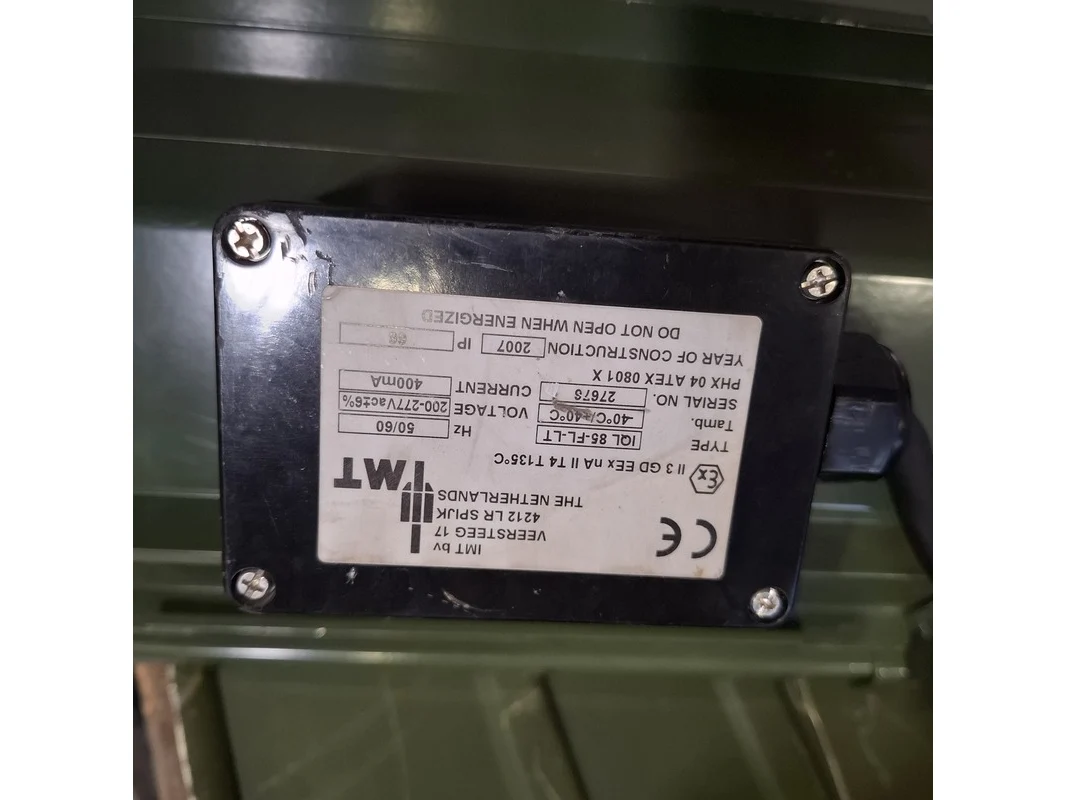 CE
IMT bv
VEERSTEEG 17
4212 LR SPIJK
THE NETHERLANDS
IMT
Ex II 3 GD EEx nA II T4 T135°C
TYPE IQL 85-FL-LT Hz 50/60
Tamb. -40°C/+40°C VOLTAGE 200-277Vac±6%
SERIAL NO. CURRENT 400mA
PHX 04 ATEX 0801 X
YEAR OF CONSTRUCTION 2007 IP 66
DO NOT OPEN WHEN ENERGIZED